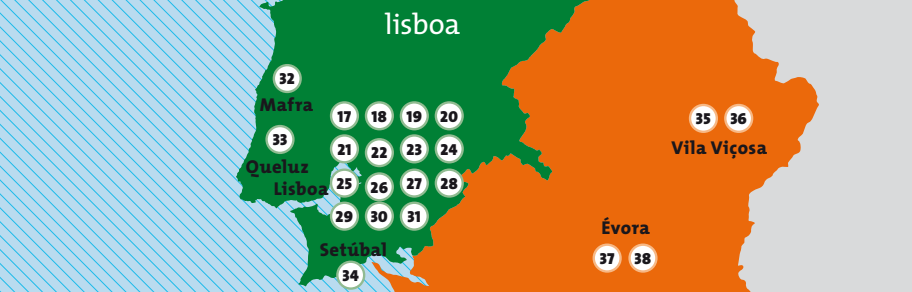 lisboa
32
Mafra
17 18 19 20
33
21 22 23 24
Queluz
Lisboa 25 26 27 28
29 30 31
Setúbal
34
35 36
Vila Viçosa
Évora
37 38